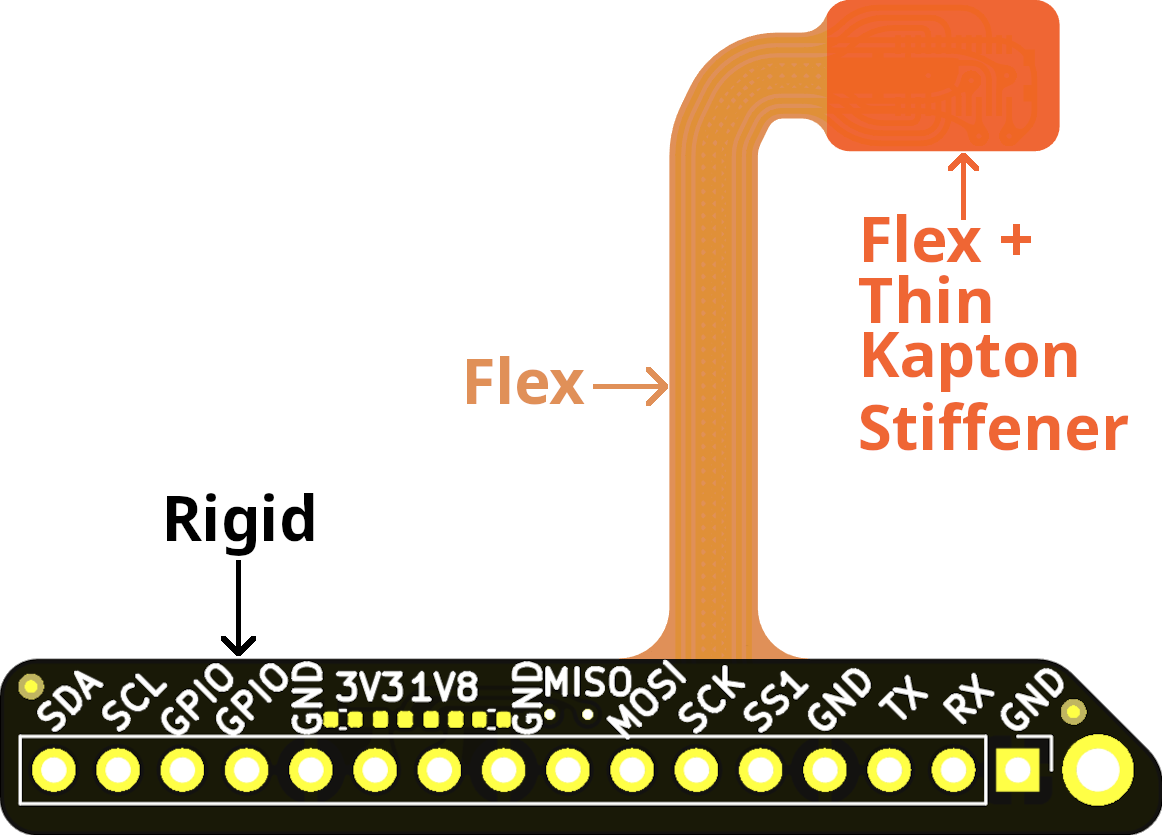 Flex +
Thin
Kapton
Stiffener
Flex
Rigid
SDA SCL GPIO GPIO GND 3V3 1V8 GND MISO MOSI SCK SS1 GND TX RX GND